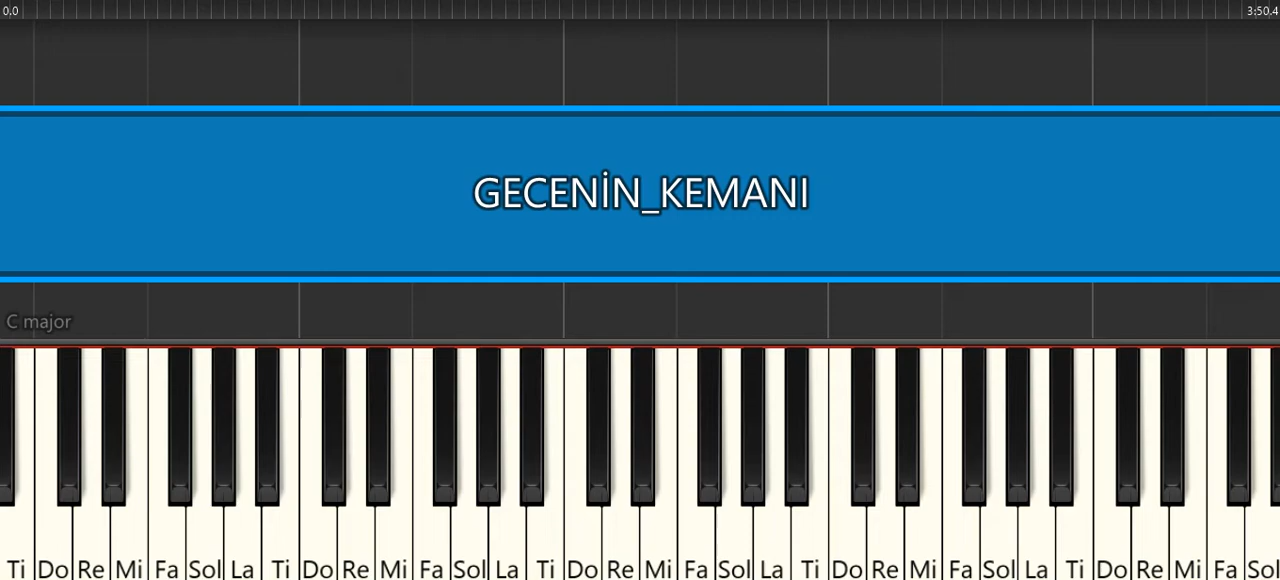 0.0 3:50.4
GECENİN_KEMANI
C major
Ti Do Re Mi Fa Sol La Ti Do Re Mi Fa Sol La Ti Do Re Mi Fa Sol La Ti Do Re Mi Fa Sol La Ti Do Re Mi Fa So